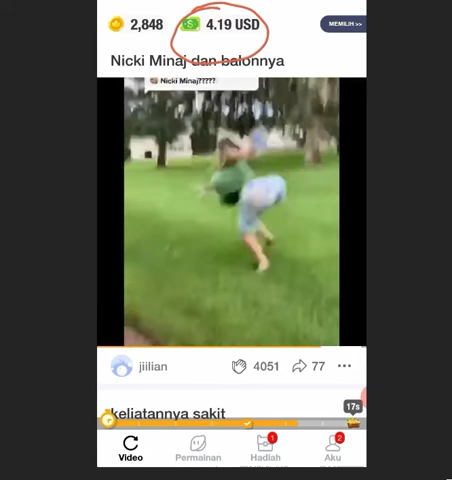 2,848
4.19 USD
MEMILIH >>
Nicki Minaj dan balonnya
Nicki Minaj?????
jiilian
4051
77
keliatannya sakit
17s
Video
Permainan
1
Hadiah
2
Aku